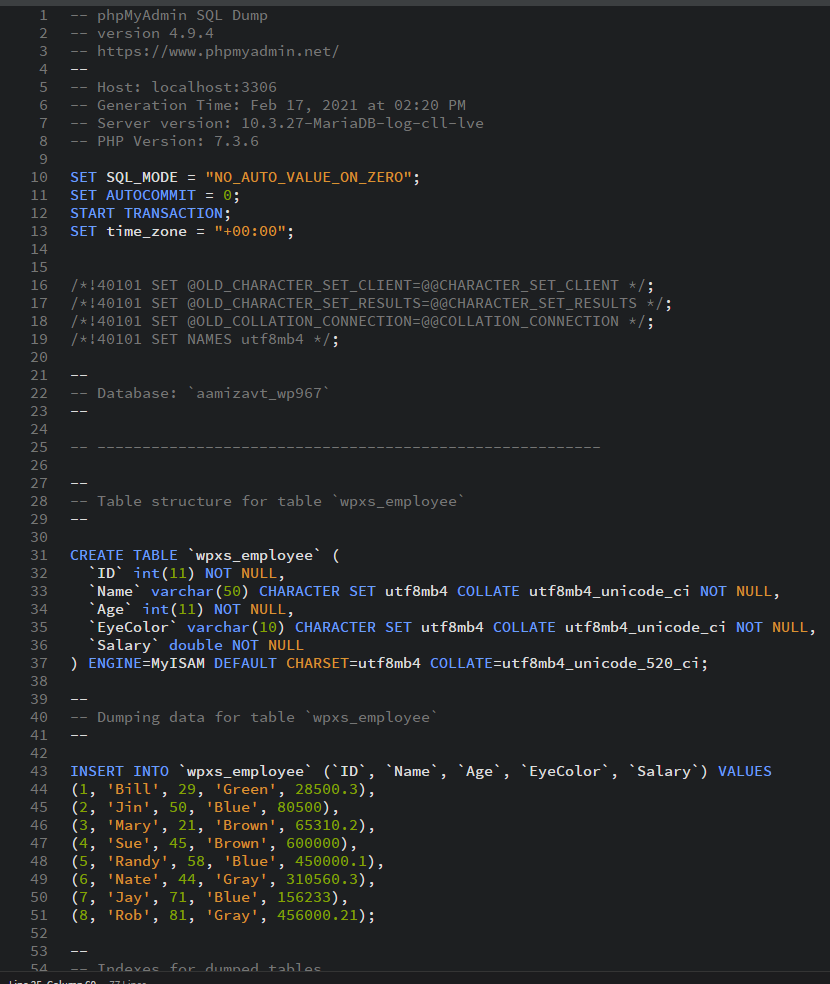 1 -- phpMyAdmin SQL Dump
2 -- version 4.9.4
3 -- https://www.phpmyadmin.net/
4 --
5 -- Host: localhost:3306
6 -- Generation Time: Feb 17, 2021 at 02:20 PM
7 -- Server version: 10.3.27-MariaDB-log-cll-lve
8 -- PHP Version: 7.3.6
9
10 SET SQL_MODE = "NO_AUTO_VALUE_ON_ZERO";
11 SET AUTOCOMMIT = 0;
12 START TRANSACTION;
13 SET time_zone = "+00:00";
14
15
16 /*!40101 SET @OLD_CHARACTER_SET_CLIENT=@@CHARACTER_SET_CLIENT */;
17 /*!40101 SET @OLD_CHARACTER_SET_RESULTS=@@CHARACTER_SET_RESULTS */;
18 /*!40101 SET @OLD_COLLATION_CONNECTION=@@COLLATION_CONNECTION */;
19 /*!40101 SET NAMES utf8mb4 */;
20
21 --
22 -- Database: `aamizavt_wp967`
23 --
24
25 -- --------------------------------------------------------
26
27 --
28 -- Table structure for table `wpxs_employee`
29 --
30
31 CREATE TABLE `wpxs_employee` (
32   `ID` int(11) NOT NULL,
33   `Name` varchar(50) CHARACTER SET utf8mb4 COLLATE utf8mb4_unicode_ci NOT NULL,
34   `Age` int(11) NOT NULL,
35   `EyeColor` varchar(10) CHARACTER SET utf8mb4 COLLATE utf8mb4_unicode_ci NOT NULL,
36   `Salary` double NOT NULL
37 ) ENGINE=MyISAM DEFAULT CHARSET=utf8mb4 COLLATE=utf8mb4_unicode_520_ci;
38
39 --
40 -- Dumping data for table `wpxs_employee`
41 --
42
43 INSERT INTO `wpxs_employee` (`ID`, `Name`, `Age`, `EyeColor`, `Salary`) VALUES
44 (1, 'Bill', 29, 'Green', 28500.3),
45 (2, 'Jin', 50, 'Blue', 80500),
46 (3, 'Mary', 21, 'Brown', 65310.2),
47 (4, 'Sue', 45, 'Brown', 600000),
48 (5, 'Randy', 58, 'Blue', 450000.1),
49 (6, 'Nate', 44, 'Gray', 310560.3),
50 (7, 'Jay', 71, 'Blue', 156233),
51 (8, 'Rob', 81, 'Gray', 456000.21);
52
53 --
54 -- Indexes for dumped tables